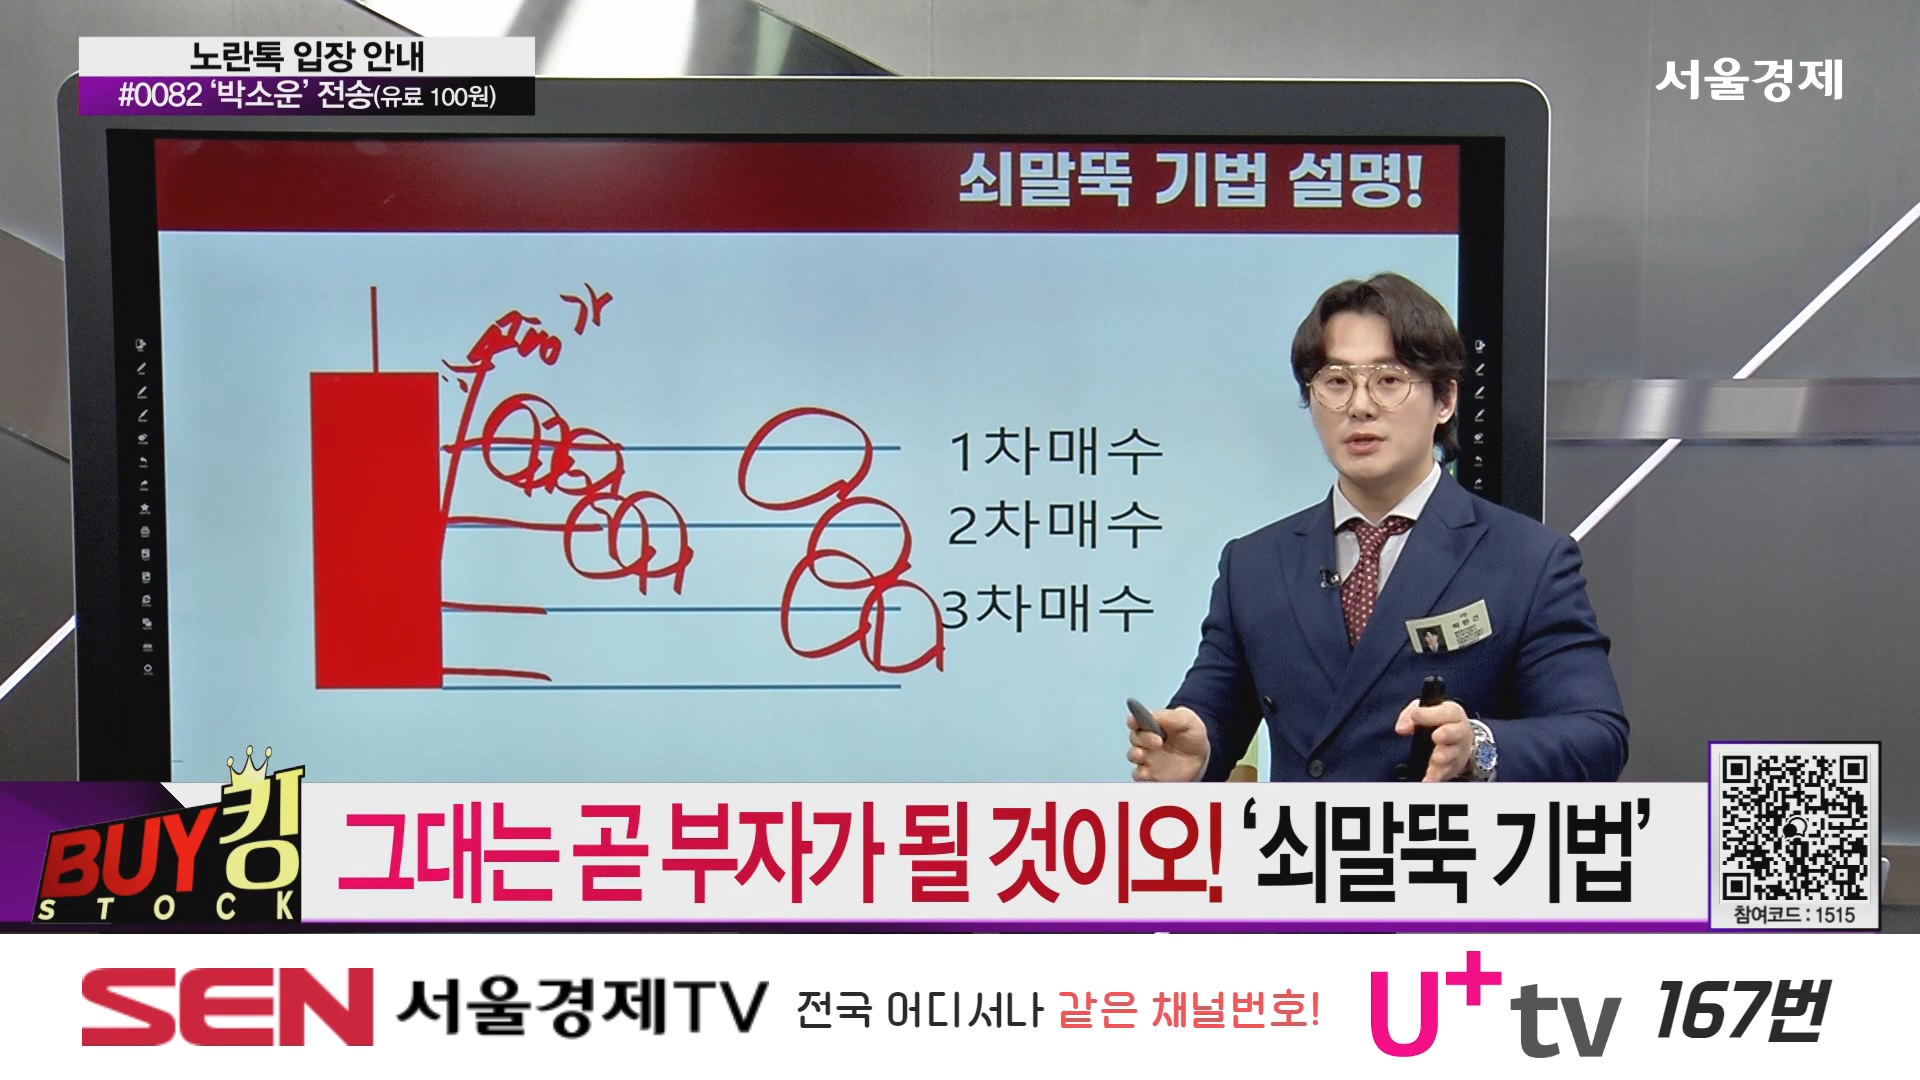 노란톡 입장 안내
#0082 ‘박소운’ 전송(유료 100원)
서울경제
쇠말뚝 기법 설명!
가
1차매수
2차매수
3차매수
BUY킹
STOCK
그대는 곧 부자가 될 것이오! ‘쇠말뚝 기법’
참여코드 : 1515
SEN 서울경제TV 전국 어디서나 같은 채널번호! U+tv 167번